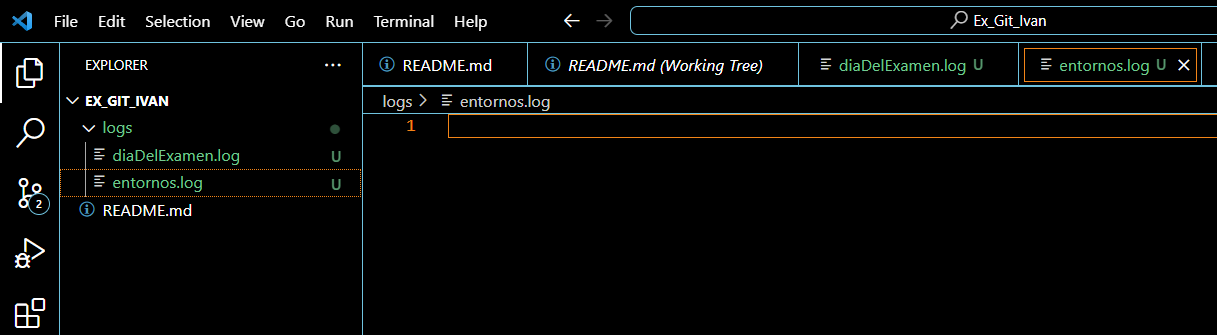 File Edit Selection View Go Run Terminal Help Ex_Git_Ivan
EXPLORER ···
README.md README.md (Working Tree) diaDelExamen.log U entornos.log U
EX_GIT_IVAN
logs > entornos.log
logs
1
diaDelExamen.log U
entornos.log U
2
README.md